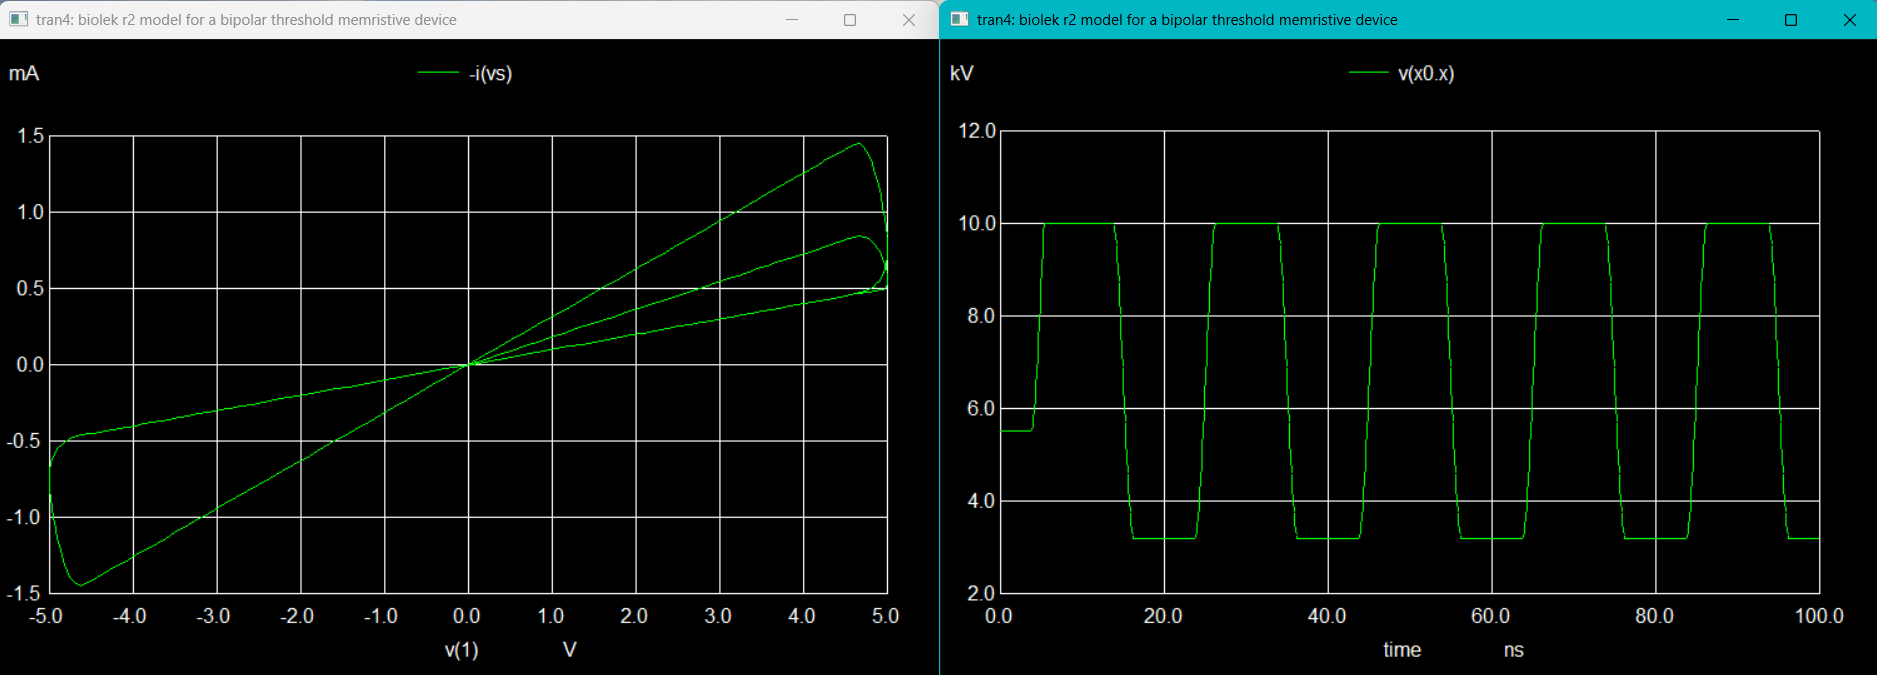 tran4: biolek r2 model for a bipolar threshold memristive device
mA
-i(vs)
1.5
1.0
0.5
0.0
-0.5
-1.0
-1.5
-5.0 -4.0 -3.0 -2.0 -1.0 0.0 1.0 2.0 3.0 4.0 5.0
v(1) V
tran4: biolek r2 model for a bipolar threshold memristive device
kV
v(x0.x)
12.0
10.0
8.0
6.0
4.0
2.0
0.0 20.0 40.0 60.0 80.0 100.0
time ns